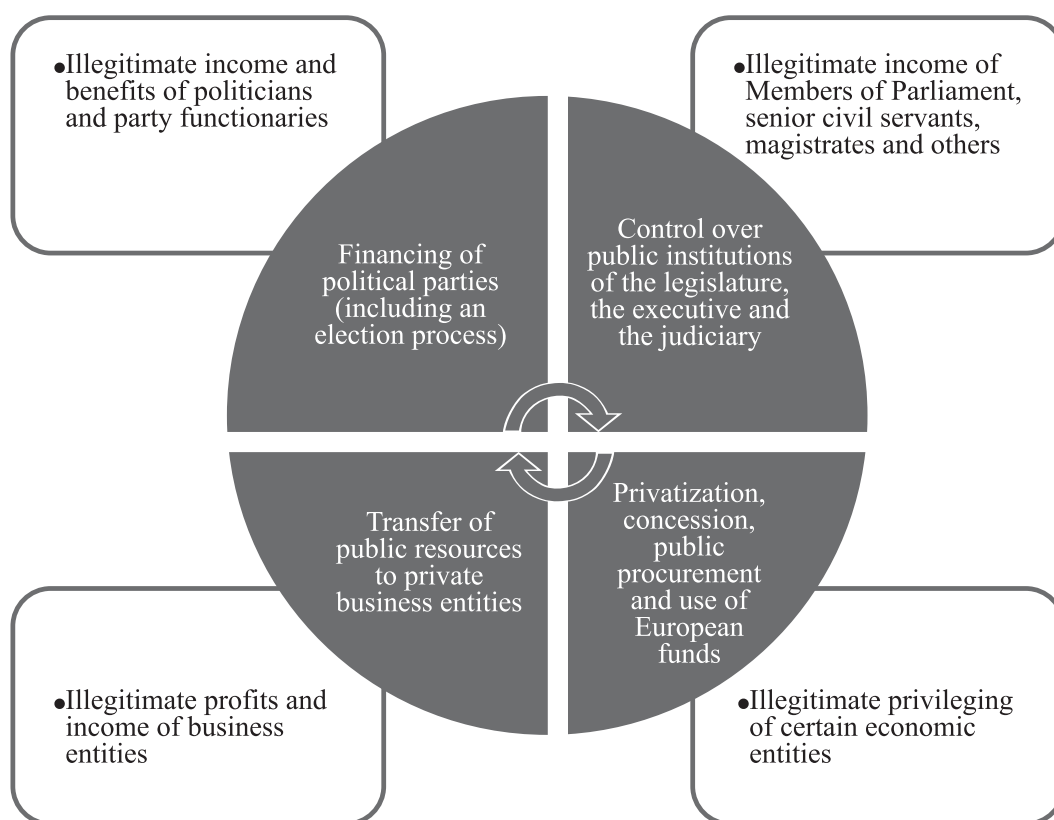 •Illegitimate income and
benefits of politicians
and party functionaries
•Illegitimate income of
Members of Parliament,
senior civil servants,
magistrates and others
Financing of
political parties
(including an
election process)
Control over
public institutions
of the legislature,
the executive and
the judiciary
Transfer of
public resources
to private
business entities
Privatization,
concession,
public
procurement
and use of
European
funds
•Illegitimate profits and
income of business
entities
•Illegitimate privileging
of certain economic
entities